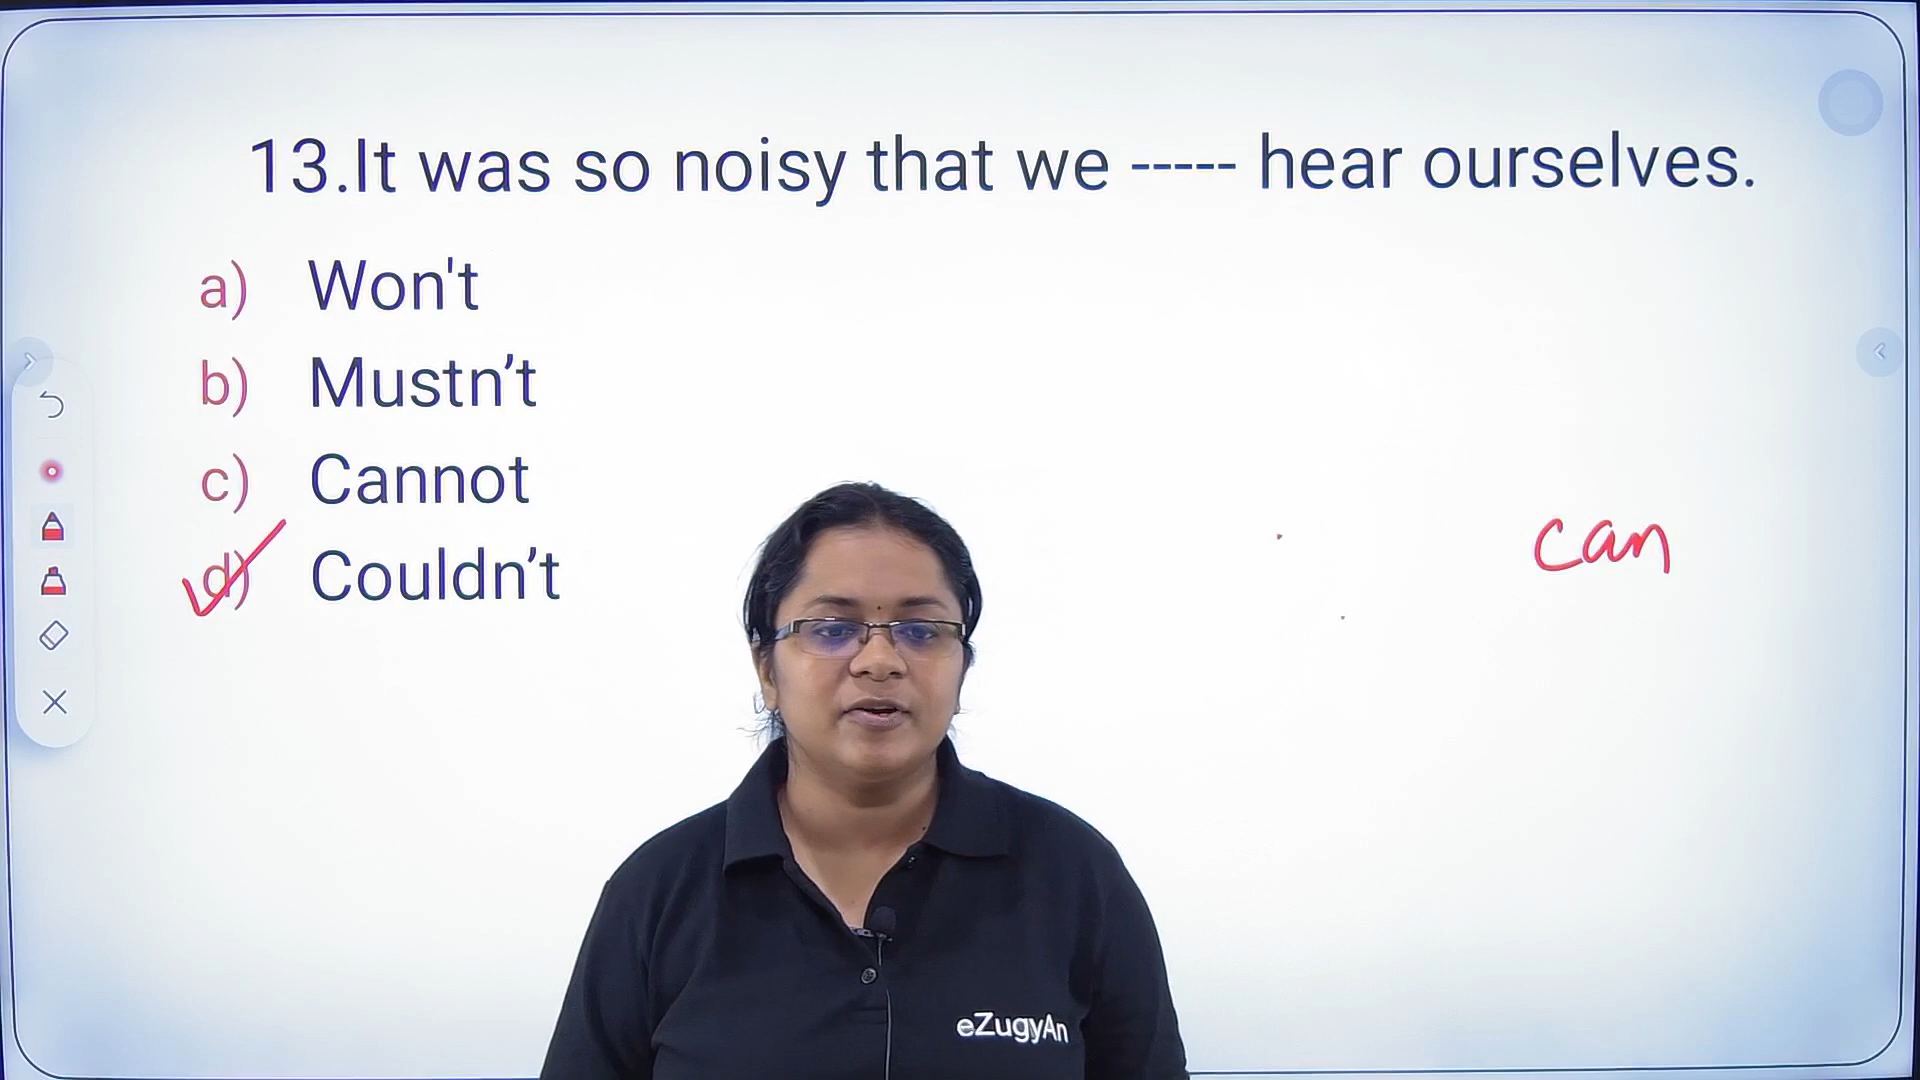 13.It was so noisy that we ----- hear ourselves.
a) Won't
b) Mustn’t
c) Cannot
d) Couldn’t
can
eZugyAn